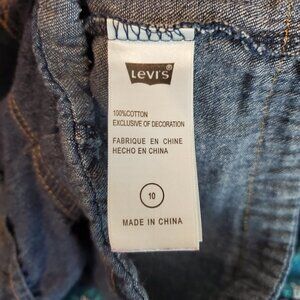 LEVI'S
100%COTTON
EXCLUSIVE OF DECORATION
FABRIQUE EN CHINE
HECHO EN CHINA
10
MADE IN CHINA